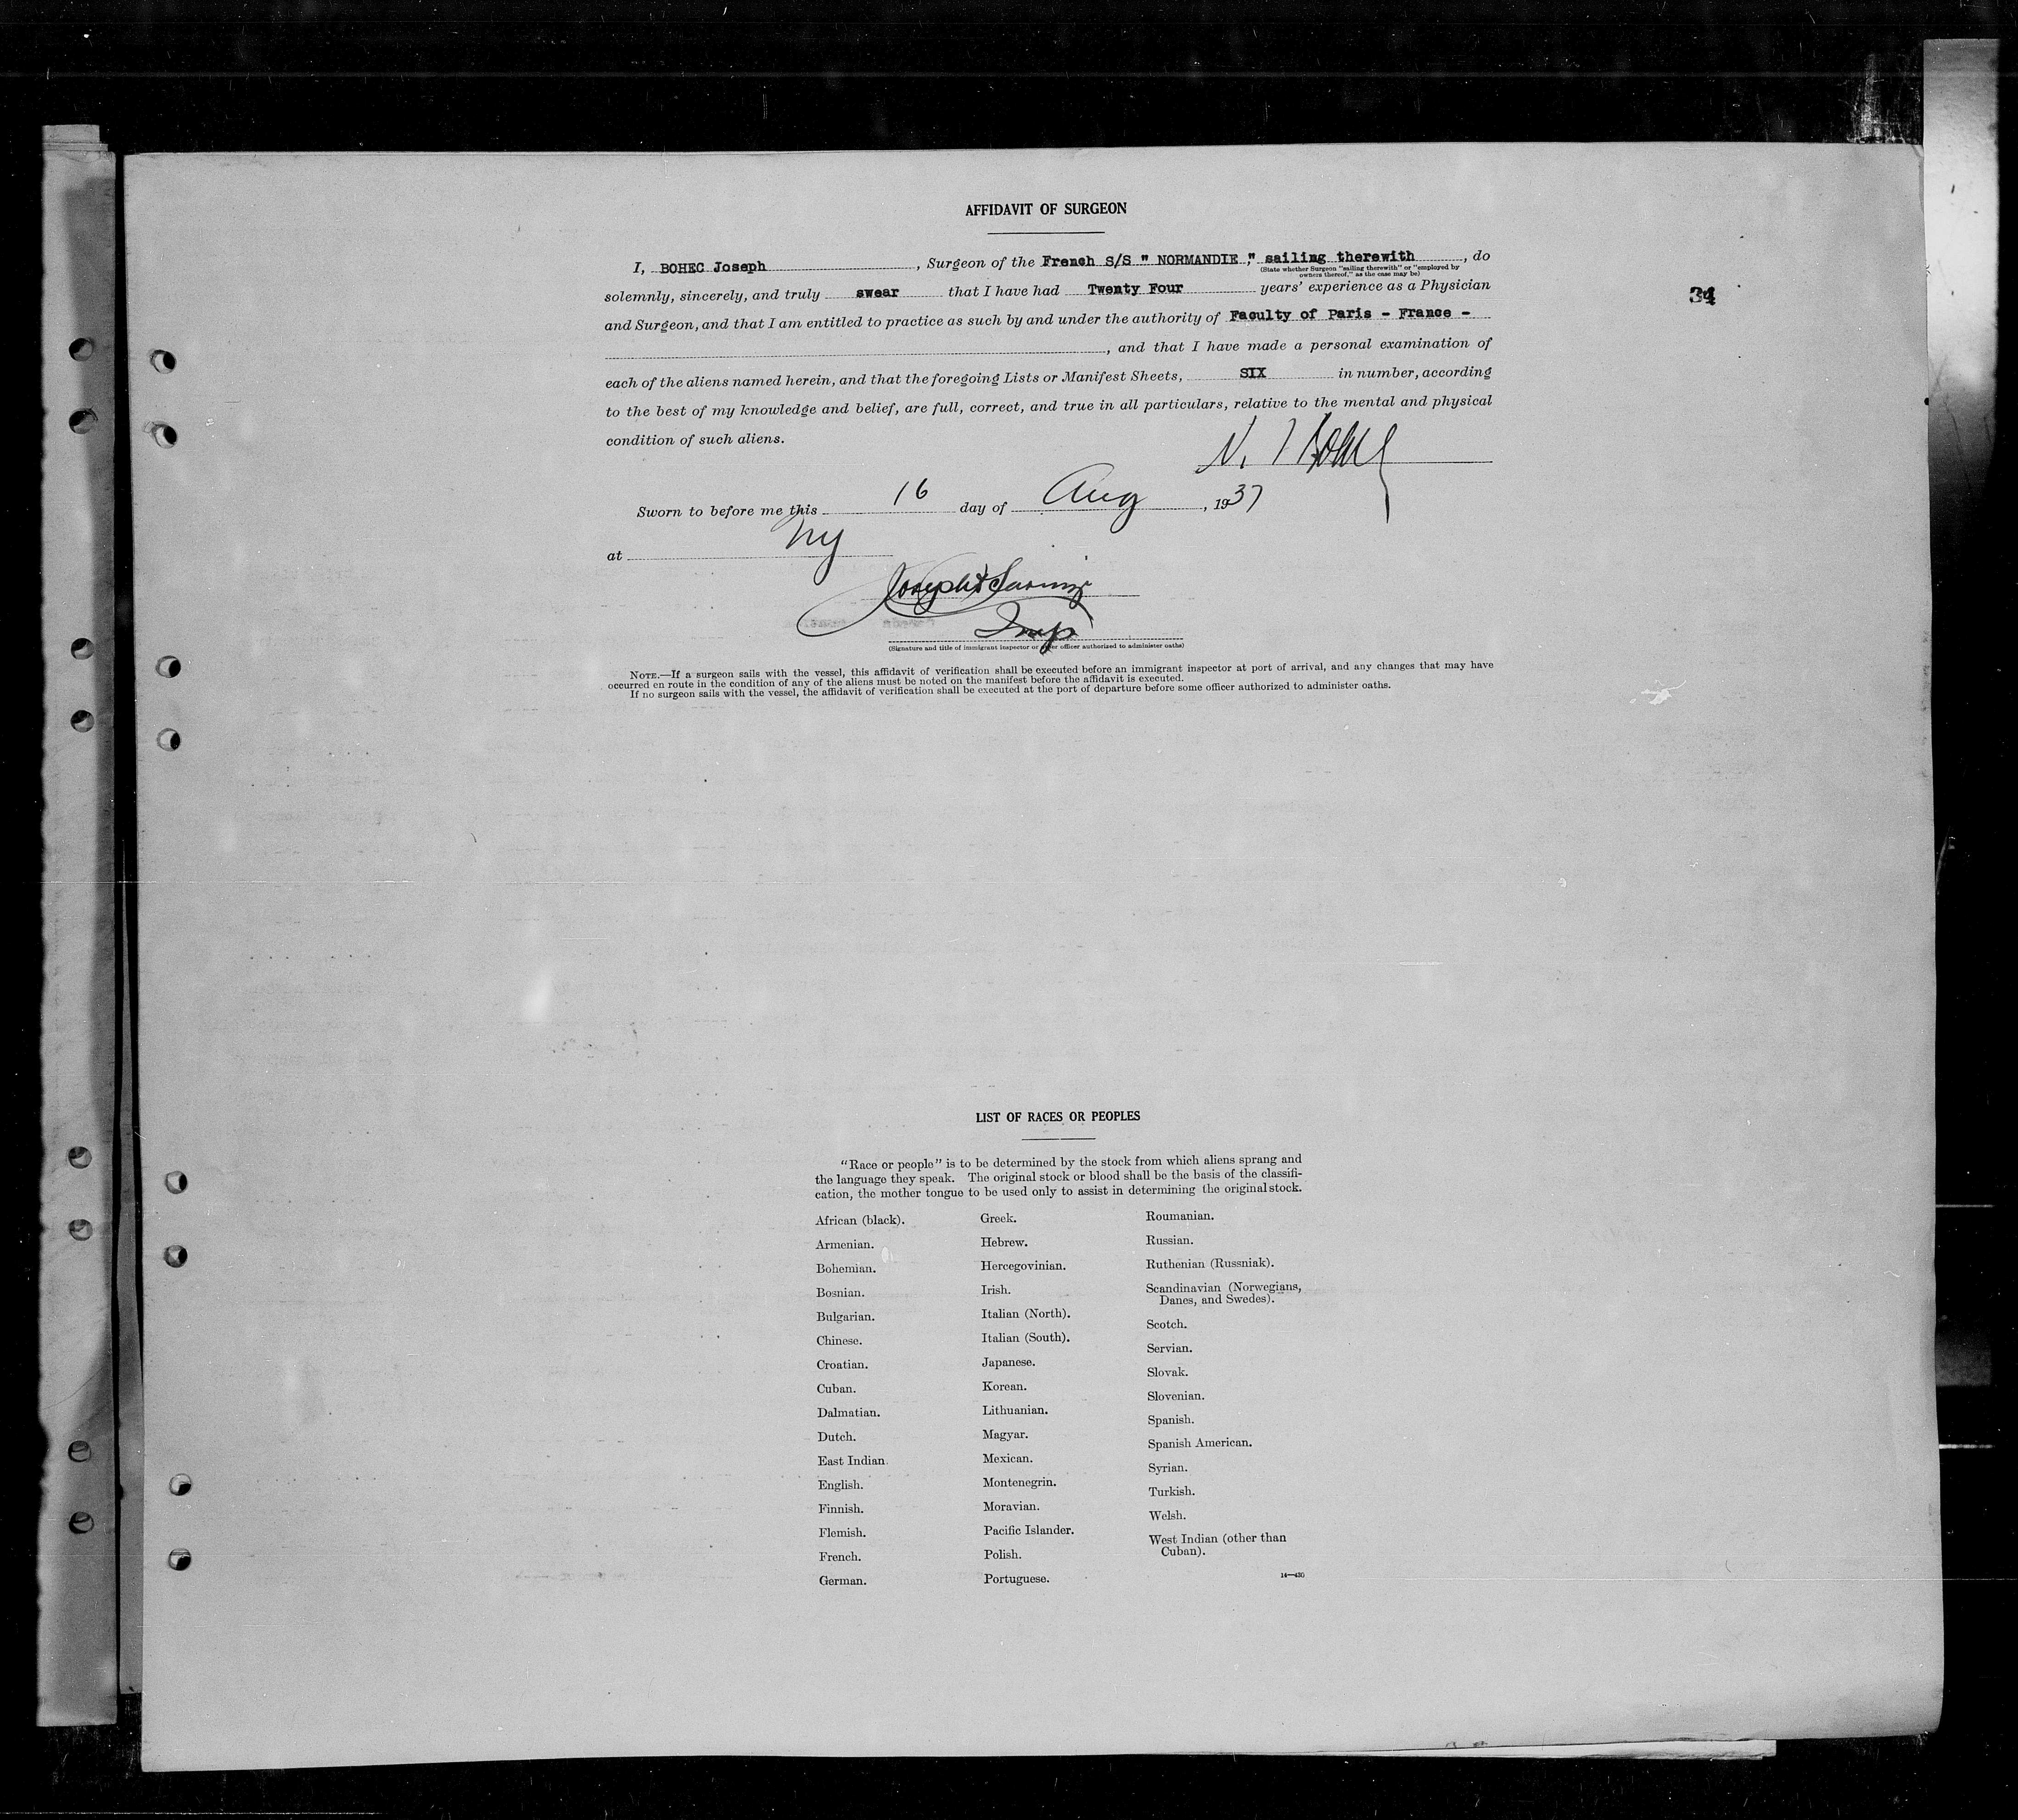 AFFIDAVIT OF SURGEON
I, BOHEC Joseph, Surgeon of the French S/S " NORMANDIE ," sailing therewith, do
(State whether Surgeon "sailing therewith" or "employed by
owners thereof," as the case may be)
34
solemnly, sincerely, and truly swear that I have had Twenty Four years' experience as a Physician
and Surgeon, and that I am entitled to practice as such by and under the authority of Faculty of Paris - France -
, and that I have made a personal examination of
each of the aliens named herein, and that the foregoing Lists or Manifest Sheets, SIX in number, according
to the best of my knowledge and belief, are full, correct, and true in all particulars, relative to the mental and physical
condition of such aliens.
Sworn to before me this 16 day of Aug, 1937
at NY
Joseph
Insp
(Signature and title of immigrant inspector or other officer authorized to administer oaths)
NOTE.—If a surgeon sails with the vessel, this affidavit of verification shall be executed before an immigrant inspector at port of arrival, and any changes that may have
occurred en route in the condition of any of the aliens must be noted on the manifest before the affidavit is executed.
If no surgeon sails with the vessel, the affidavit of verification shall be executed at the port of departure before some officer authorized to administer oaths.
LIST OF RACES OR PEOPLES
"Race or people" is to be determined by the stock from which aliens sprang and
the language they speak. The original stock or blood shall be the basis of the classifi-
cation, the mother tongue to be used only to assist in determining the original stock.
African (black).
Armenian.
Bohemian.
Bosnian.
Bulgarian.
Chinese.
Croatian.
Cuban.
Dalmatian.
Dutch.
East Indian.
English.
Finnish.
Flemish.
French.
German.
Greek.
Hebrew.
Hercegovinian.
Irish.
Italian (North).
Italian (South).
Japanese.
Korean.
Lithuanian.
Magyar.
Mexican.
Montenegrin.
Moravian.
Pacific Islander.
Polish.
Portuguese.
Roumanian.
Russian.
Ruthenian (Russniak).
Scandinavian (Norwegians,
Danes, and Swedes).
Scotch.
Servian.
Slovak.
Slovenian.
Spanish.
Spanish American.
Syrian.
Turkish.
Welsh.
West Indian (other than
Cuban).
14—430